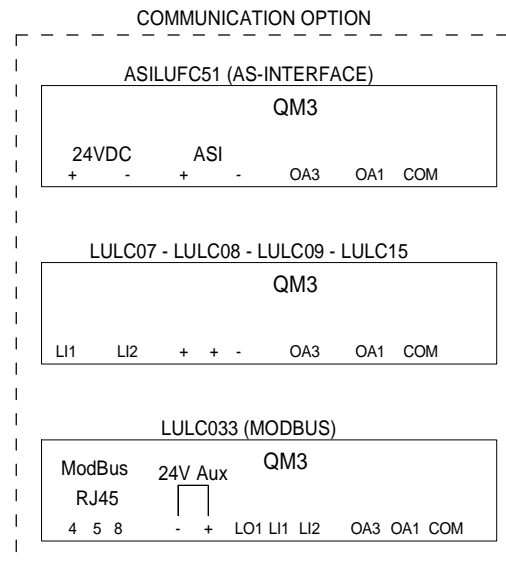 COMMUNICATION OPTION
ASILUFC51 (AS-INTERFACE)
QM3
24VDC ASI
+ - + - OA3 OA1 COM
LULC07 - LULC08 - LULC09 - LULC15
QM3
LI1 LI2 + + - OA3 OA1 COM
LULC033 (MODBUS)
ModBus 24V Aux QM3
RJ45
4 5 8 - + LO1 LI1 LI2 OA3 OA1 COM